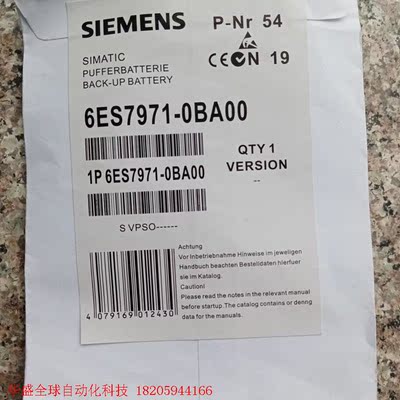 SIEMENS
P-Nr 54
SIMATIC
PUFFERBATTERIE
BACK-UP BATTERY
CE N 19
6ES7971-0BA00
1P 6ES7971-0BA00
QTY 1
VERSION
--
S VPSO------
Achtung
Vor Inbetriebnahme Hinweise im jeweligen
Handbuch beachten Bestelldaten hierfuer
sie im Katalog.
Caution!
Please read the notes in the relevant manual
before startup.The catalog contains or denng
data for the manuals.
4 079169 012430
盛全球自动化科技 18205944166